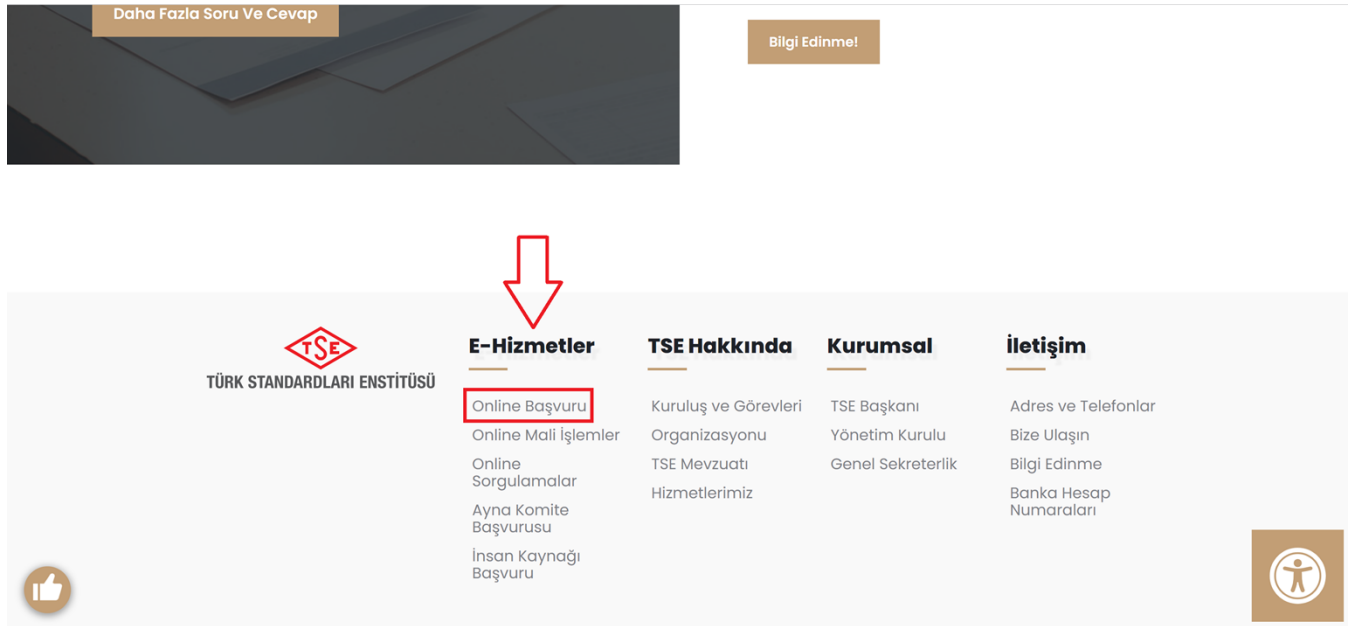 Daha Fazla Soru Ve Cevap
Bilgi Edinme!
TSE
TÜRK STANDARDLARI ENSTİTÜSÜ
E-Hizmetler
Online Başvuru
Online Mali İşlemler
Online
Sorgulamalar
Ayna Komite
Başvurusu
İnsan Kaynağı
Başvuru
TSE Hakkında
Kuruluş ve Görevleri
Organizasyonu
TSE Mevzuatı
Hizmetlerimiz
Kurumsal
TSE Başkanı
Yönetim Kurulu
Genel Sekreterlik
İletişim
Adres ve Telefonlar
Bize Ulaşın
Bilgi Edinme
Banka Hesap
Numaraları